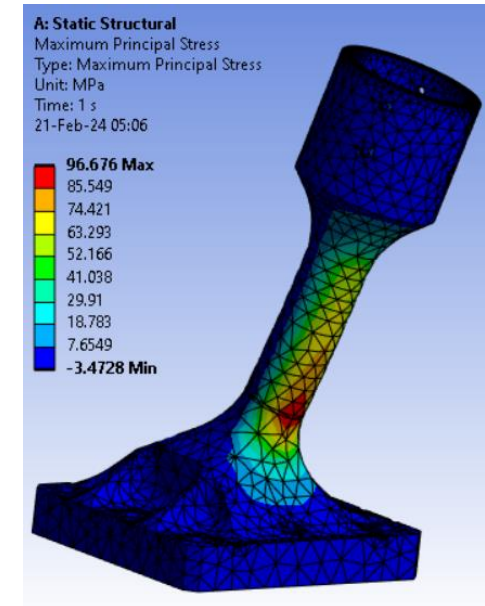 A: Static Structural
Maximum Principal Stress
Type: Maximum Principal Stress
Unit: MPa
Time: 1 s
21-Feb-24 05:06
96.676 Max
85.549
74.421
63.293
52.166
41.038
29.91
18.783
7.6549
-3.4728 Min